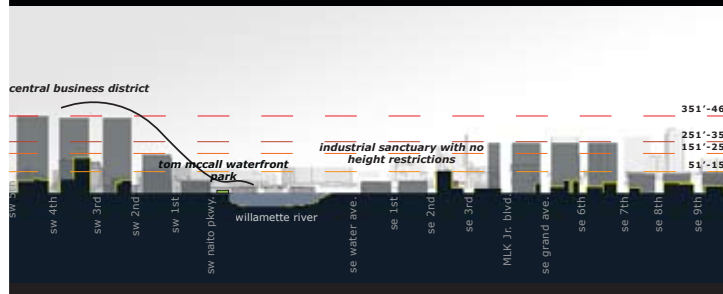 central business district
351'-46
251'-35
151'-25
industrial sanctuary with no
height restrictions
tom mccall waterfront
park
51'-15
willamette river
sw 5
sw 4th
sw 3rd
sw 2nd
sw 1st
sw naito pkwy.
se water ave.
se 1st
se 2nd
se 3rd
MLK Jr. blvd.
se grand ave.
se 6th
se 7th
se 8th
se 9th